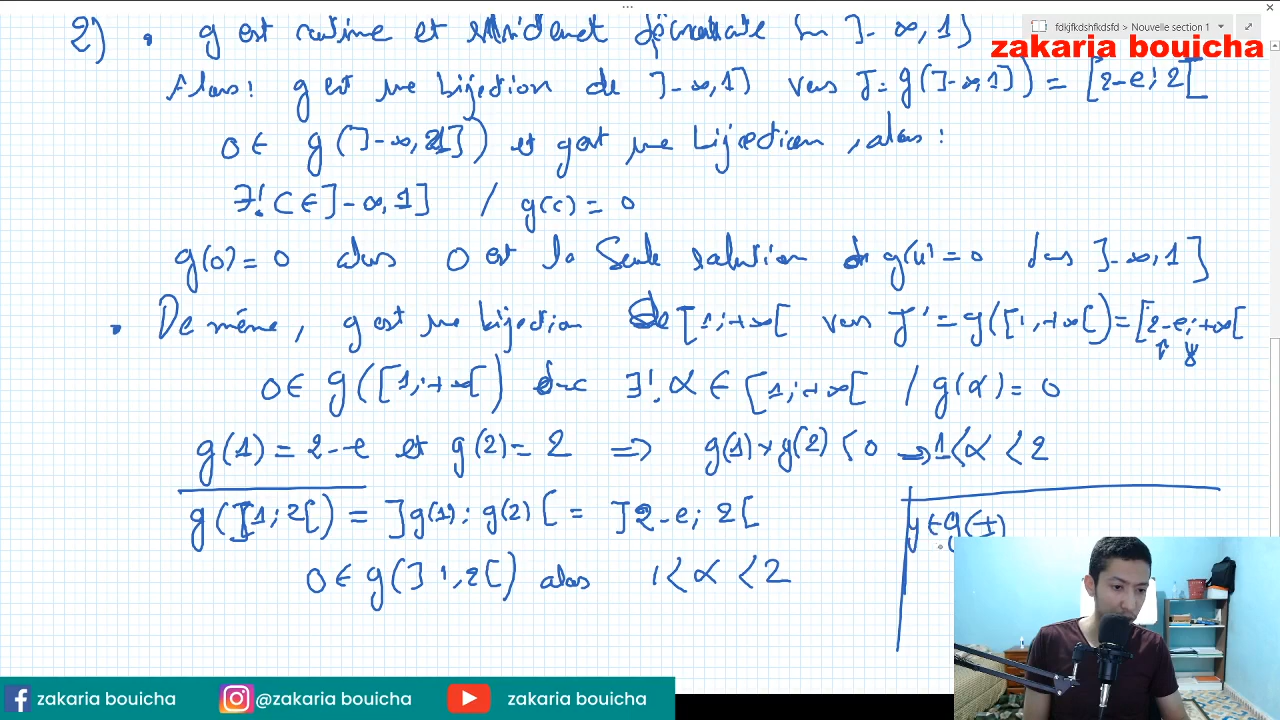 fdkjfkdshfkdsfd > Nouvelle section 1
zakaria bouicha
2) • g est continue et strictement décroissante sur ]-∞,1]
Alors: g est une bijection de ]-∞,1] vers J = g(]-∞,1]) = [2-e; 2[
0 ∈ g(]-∞,1]) et g est une bijection, alors:
∃! c ∈ ]-∞,1] / g(c) = 0
g(0) = 0 alors 0 est la seule solution de g(u) = 0 dans ]-∞,1]
• De même, g est une bijection de [1;+∞[ vers J' = g([1,+∞[) = [2-e;+∞[
0 ∈ g([1;+∞[) donc ∃! α ∈ [1;+∞[ / g(α) = 0
g(1) = 2-e et g(2) = 2 ⇒ g(1)×g(2) < 0 → 1 < α < 2
g(]1;2[) = ]g(1); g(2)[ = ]2-e; 2[
y ∈ g(I)
0 ∈ g(]1,2[) alors 1 < α < 2
zakaria bouicha @zakaria bouicha zakaria bouicha